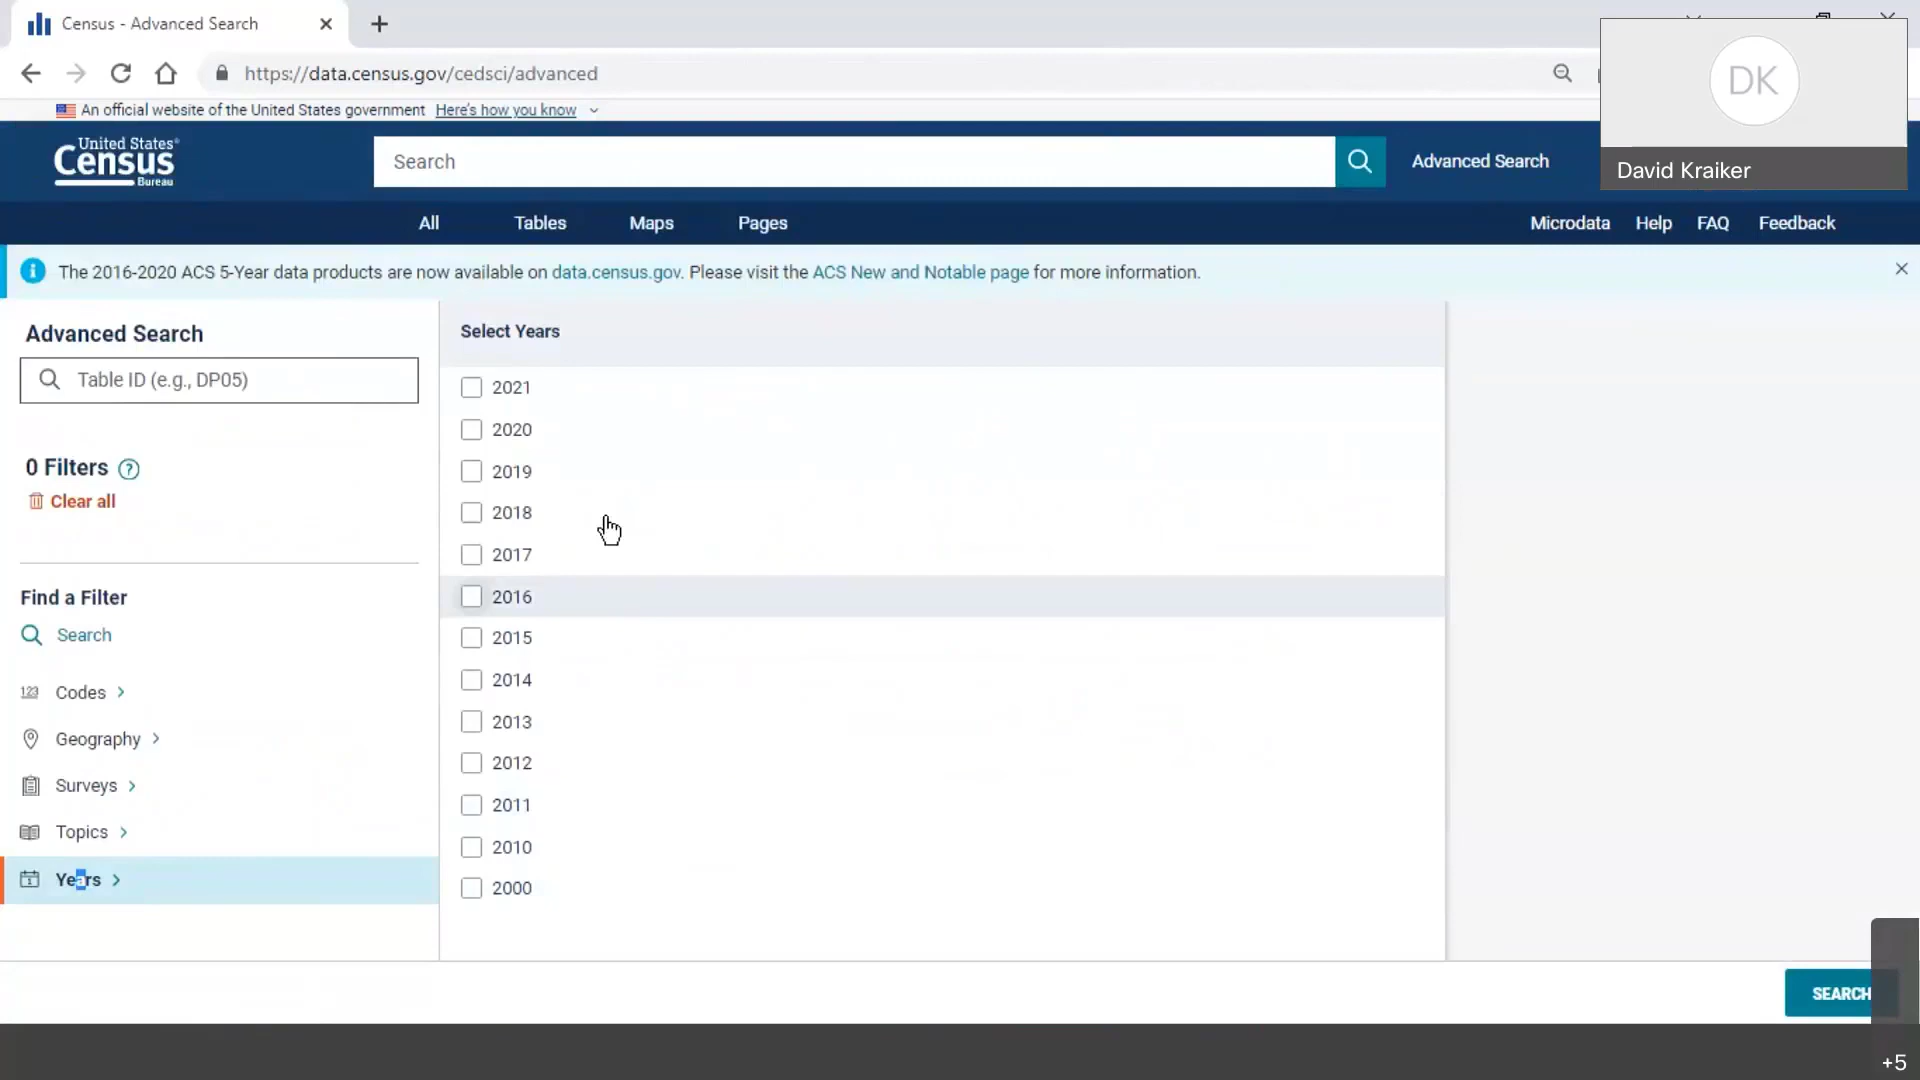 Census - Advanced Search
https://data.census.gov/cedsci/advanced
DK
David Kraiker
An official website of the United States government Here's how you know
United States®
Census
Bureau
Search
Advanced Search
All Tables Maps Pages
Microdata Help FAQ Feedback
The 2016-2020 ACS 5-Year data products are now available on data.census.gov. Please visit the ACS New and Notable page for more information.
Advanced Search
Table ID (e.g., DP05)
0 Filters ?
Clear all
Find a Filter
Search
123 Codes
Geography
Surveys
Topics
1 Years
Select Years
2021
2020
2019
2018
2017
2016
2015
2014
2013
2012
2011
2010
2000
SEARCH
+5